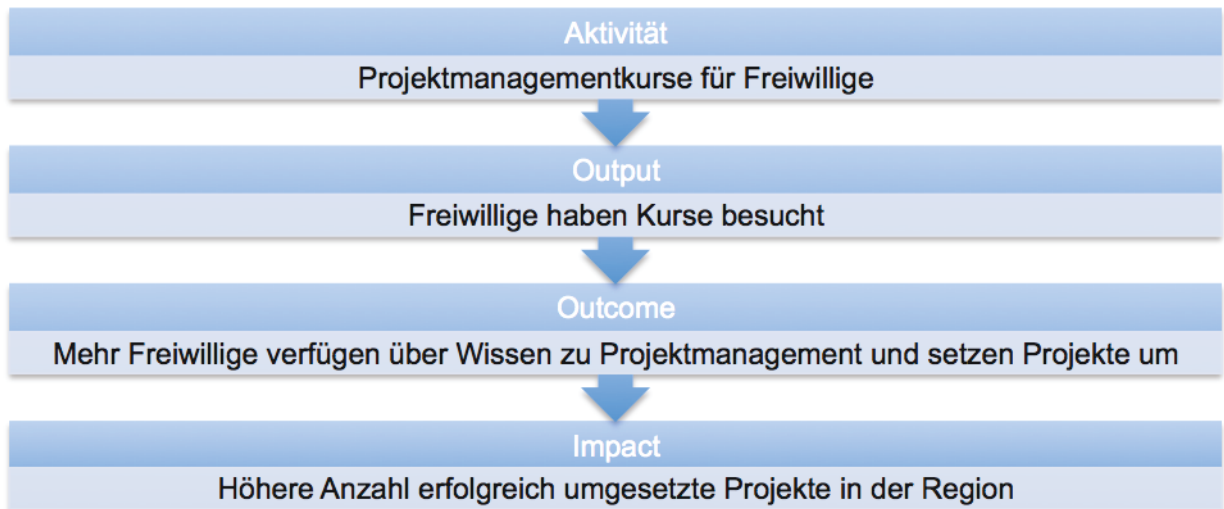 Aktivität
Projektmanagementkurse für Freiwillige
Output
Freiwillige haben Kurse besucht
Outcome
Mehr Freiwillige verfügen über Wissen zu Projektmanagement und setzen Projekte um
Impact
Höhere Anzahl erfolgreich umgesetzte Projekte in der Region